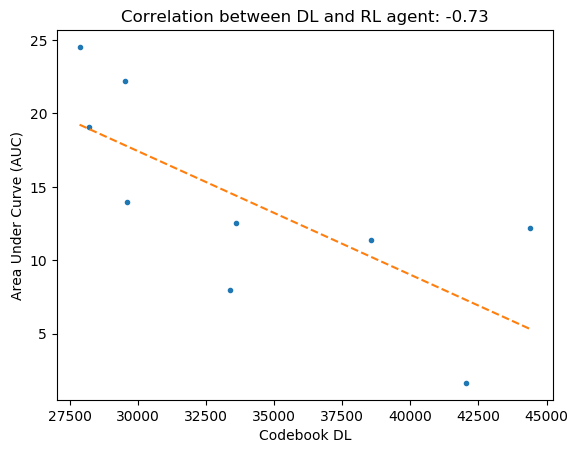 Correlation between DL and RL agent: -0.73
Area Under Curve (AUC)
25
20
15
10
5
27500 30000 32500 35000 37500 40000 42500 45000
Codebook DL